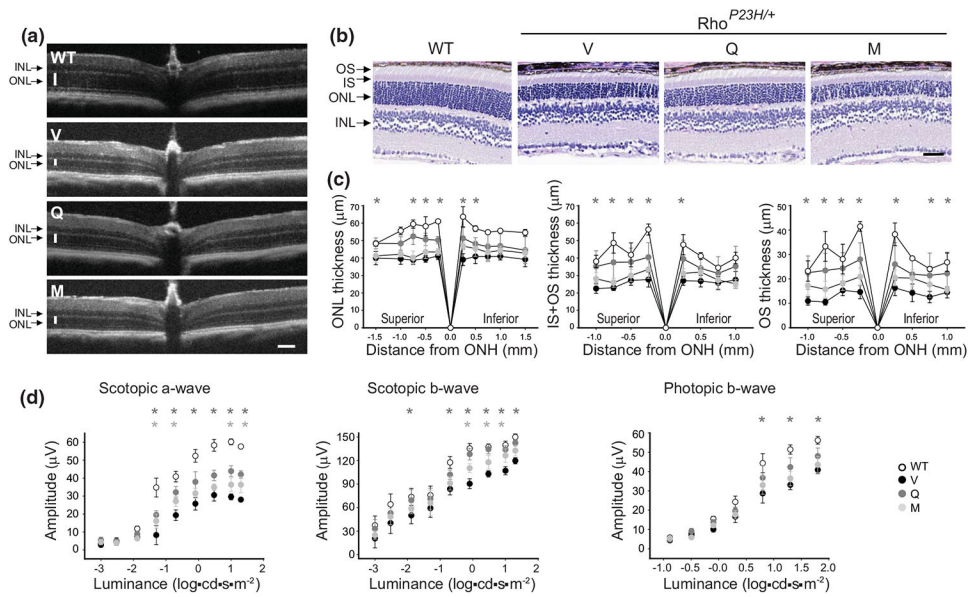 (a)
WT
INL
ONL
V
INL
ONL
Q
INL
ONL
M
INL
ONL
(b)
Rho P23H/+
WT V Q M
OS
IS
ONL
INL
(c)
* * * * * * *
ONL thickness (μm)
70
60
50
40
30
20
10
0
Superior Inferior
-1.5 -1.0 -0.5 0.0 0.5 1.0 1.5
Distance from ONH (mm)
* * * * *
IS+OS thickness (μm)
70
60
50
40
30
20
10
0
Superior Inferior
-1.0 -0.5 0.0 0.5 1.0
Distance from ONH (mm)
* * * * * * *
OS thickness (μm)
50
40
30
20
10
0
Superior Inferior
-1.0 -0.5 0.0 0.5 1.0
Distance from ONH (mm)
(d)
Scotopic a-wave
* * * * * *
* * * *
Amplitude (μV)
60
50
40
30
20
10
0
-3 -2 -1 0 1 2
Luminance (log▪cd▪s▪m-2)
Scotopic b-wave
* * * * * *
* * * *
Amplitude (μV)
150
120
90
60
30
0
-3 -2 -1 0 1 2
Luminance (log▪cd▪s▪m-2)
Photopic b-wave
* * *
Amplitude (μV)
60
50
40
30
20
10
0
-1.0 -0.5 0.0 0.5 1.0 1.5 2.0
Luminance (log▪cd▪s▪m-2)
WT
V
Q
M